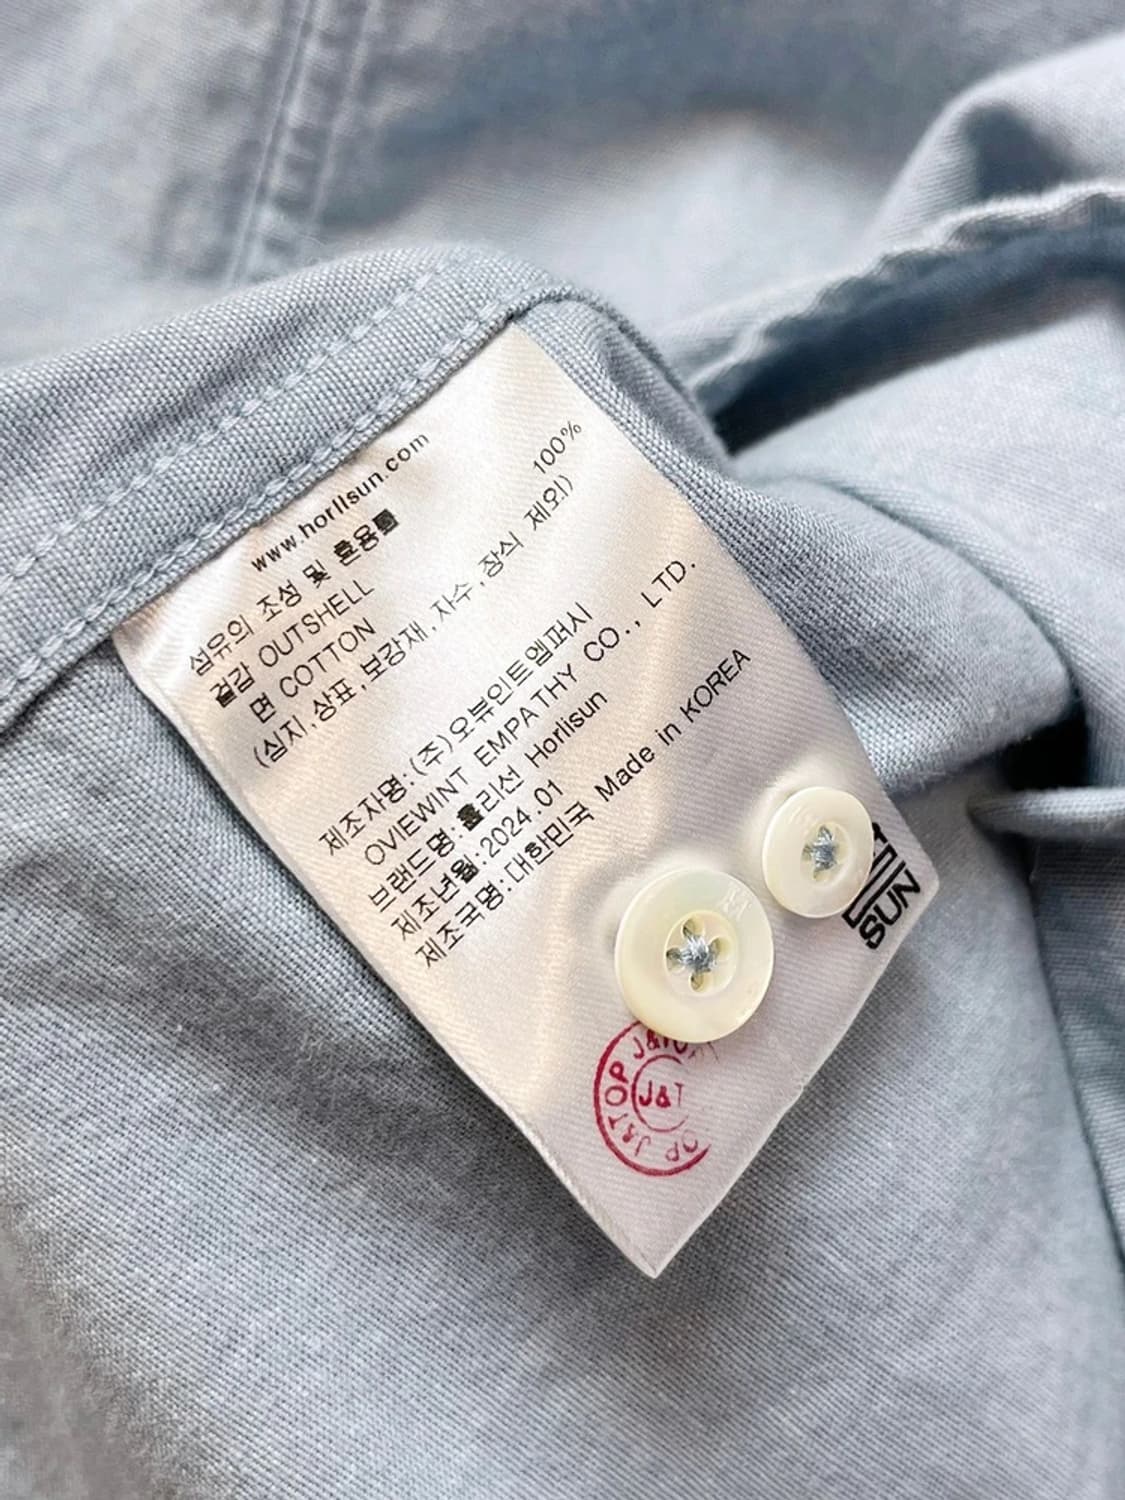 www.horlisun.com
섬유의 조성 및 혼용률
겉감 OUTSHELL
면 COTTON 100%
(심지,상표,보강재,자수,장식 제외)
제조자명:(주)오뷰인트엠퍼시
OVIEWINT EMPATHY CO., LTD.
브랜드명:홀리선 Horlisun
제조년월:2024.01
제조국명:대한민국 Made in KOREA
SUN
J&TOP
J&T
J&TOP